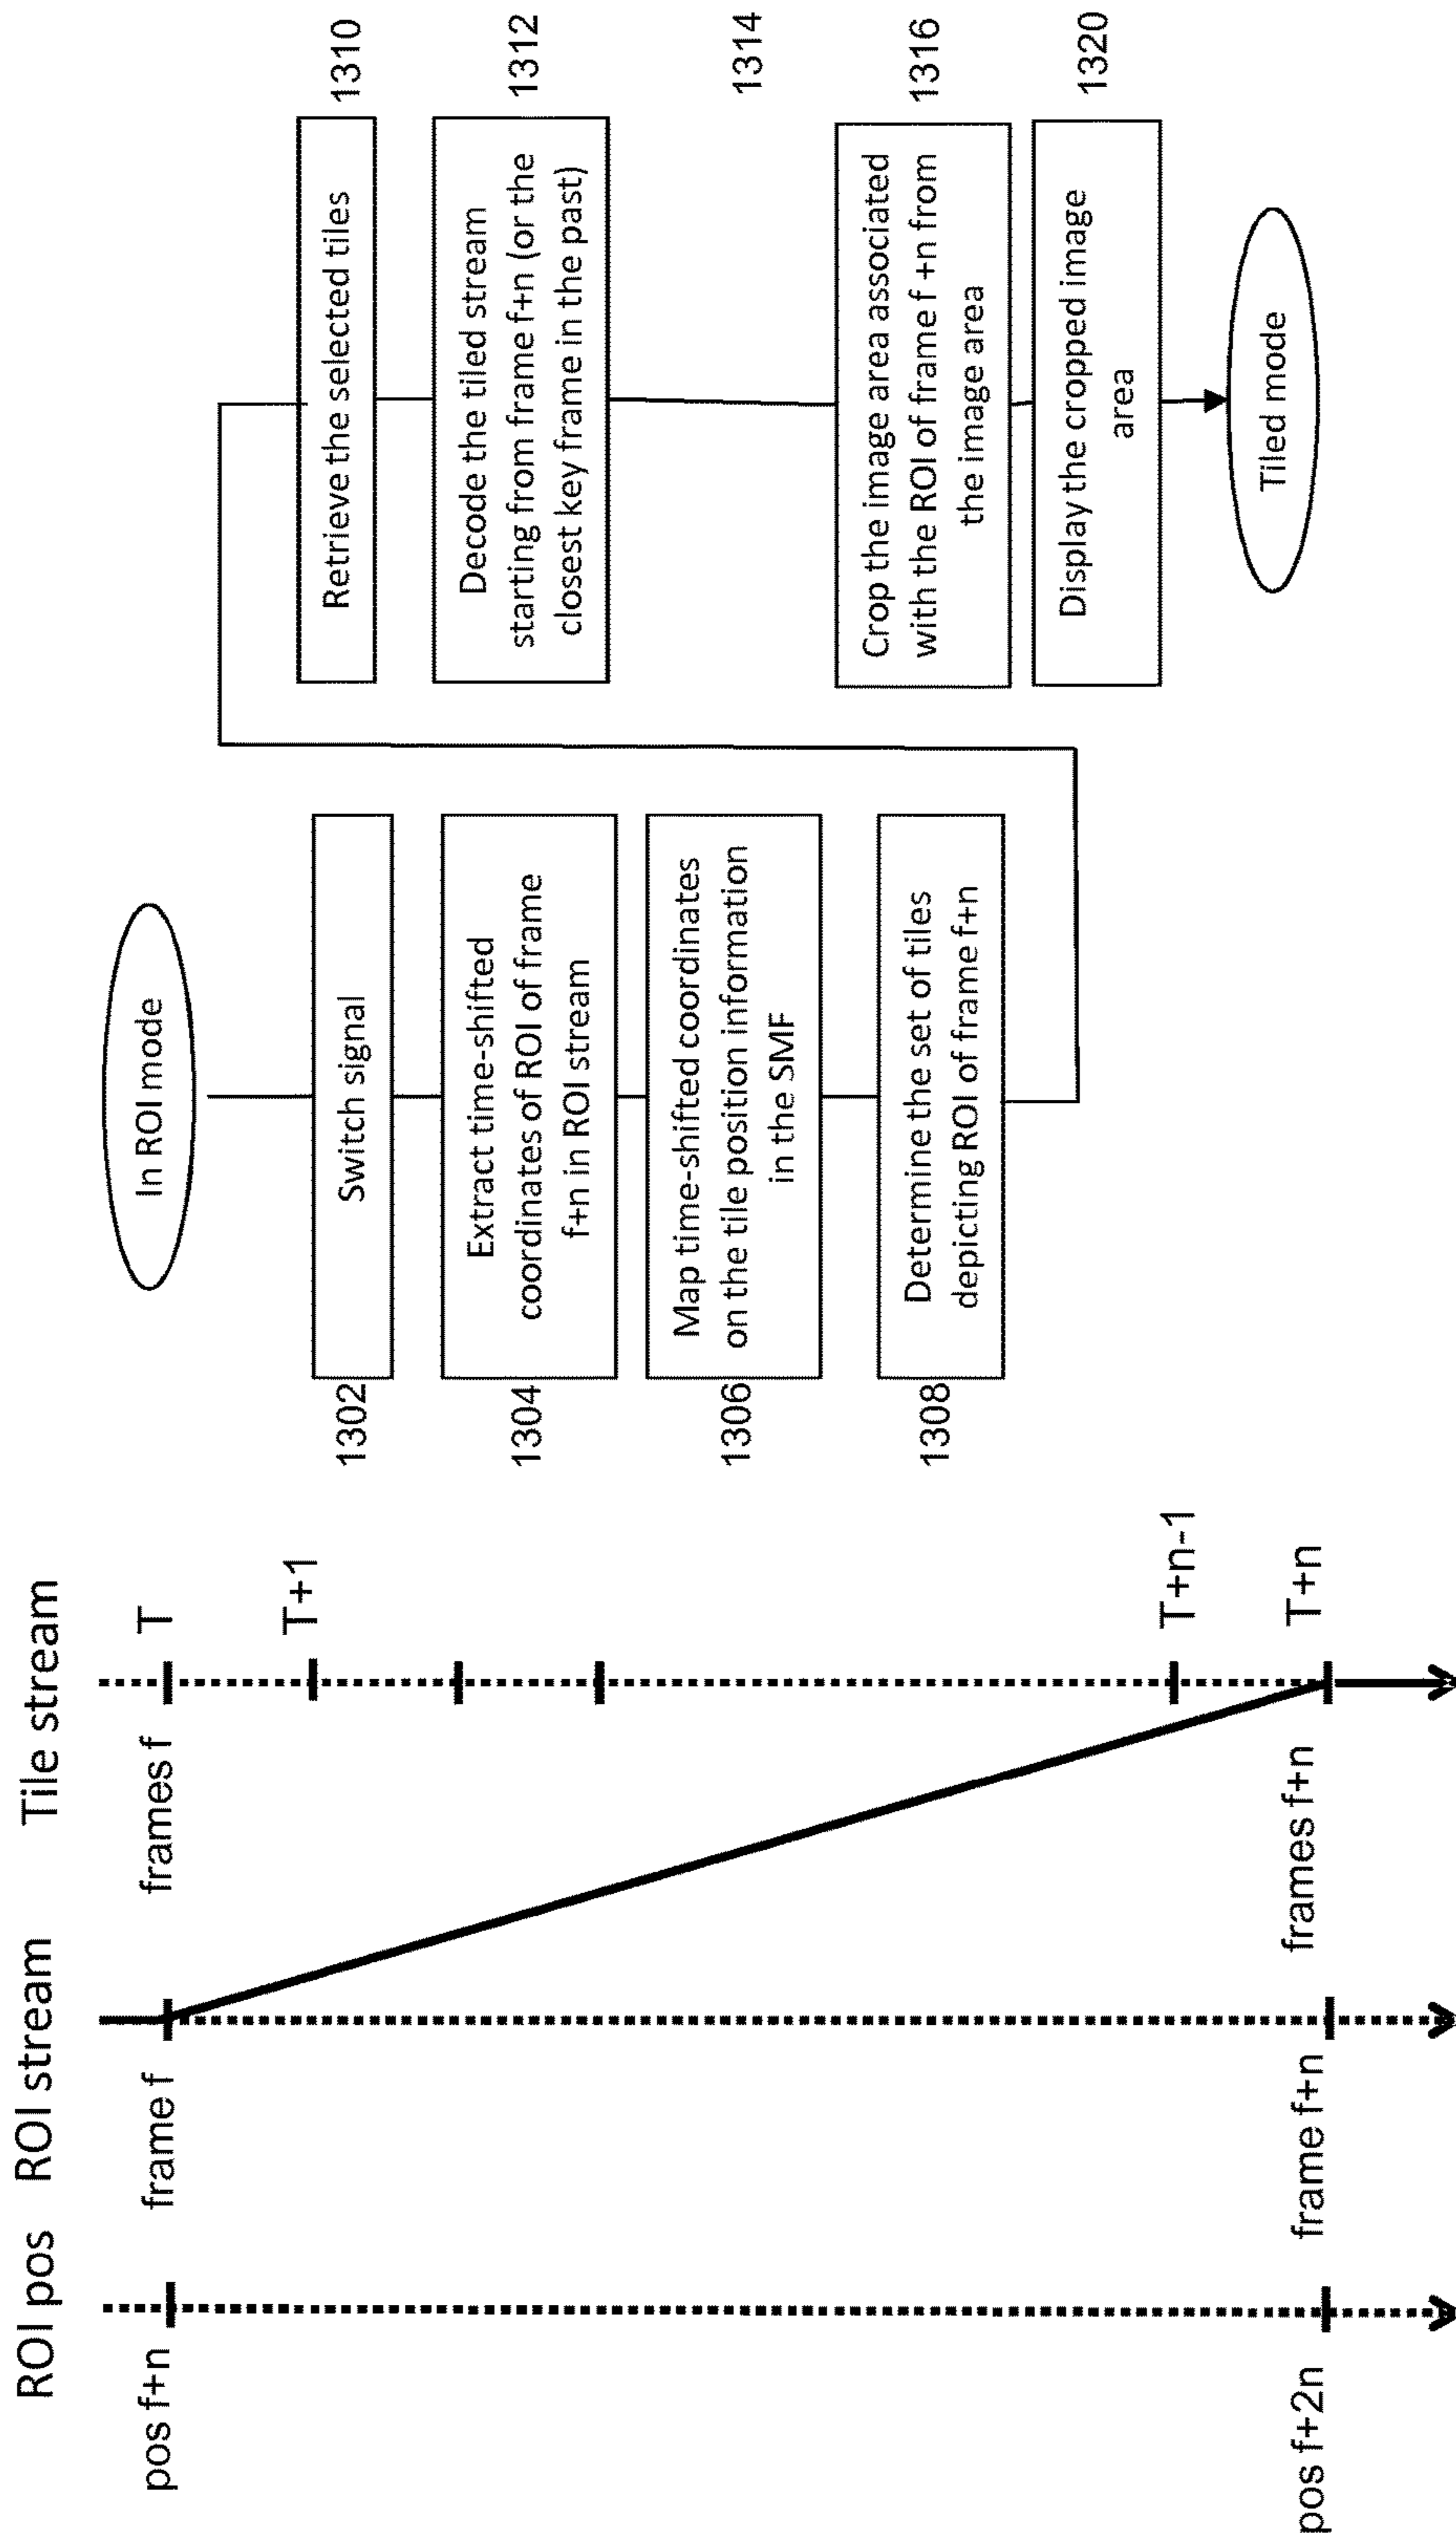 ROI pos
ROI stream
Tile stream
pos f+n
frame f
frames f
T
T+1
T+n-1
pos f+2n
frame f+n
frames f+n
T+n
In ROI mode
1302
Switch signal
1304
Extract time-shifted
coordinates of ROI of frame
f+n in ROI stream
1306
Map time-shifted coordinates
on the tile position information
in the SMF
1308
Determine the set of tiles
depicting ROI of frame f+n
Retrieve the selected tiles
1310
Decode the tiled stream
starting from frame f+n (or the
closest key frame in the past)
1312
1314
Crop the image area associated
with the ROI of frame f +n from
the image area
1316
Display the cropped image
area
1320
Tiled mode